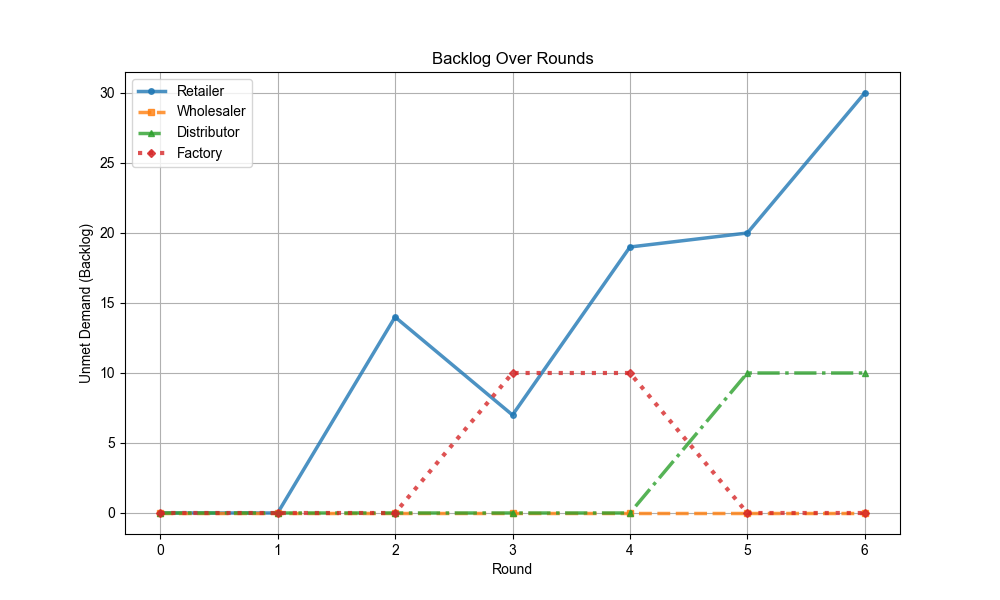 Backlog Over Rounds
Retailer
Wholesaler
Distributor
Factory
Unmet Demand (Backlog)
30
25
20
15
10
5
0
0 1 2 3 4 5 6
Round